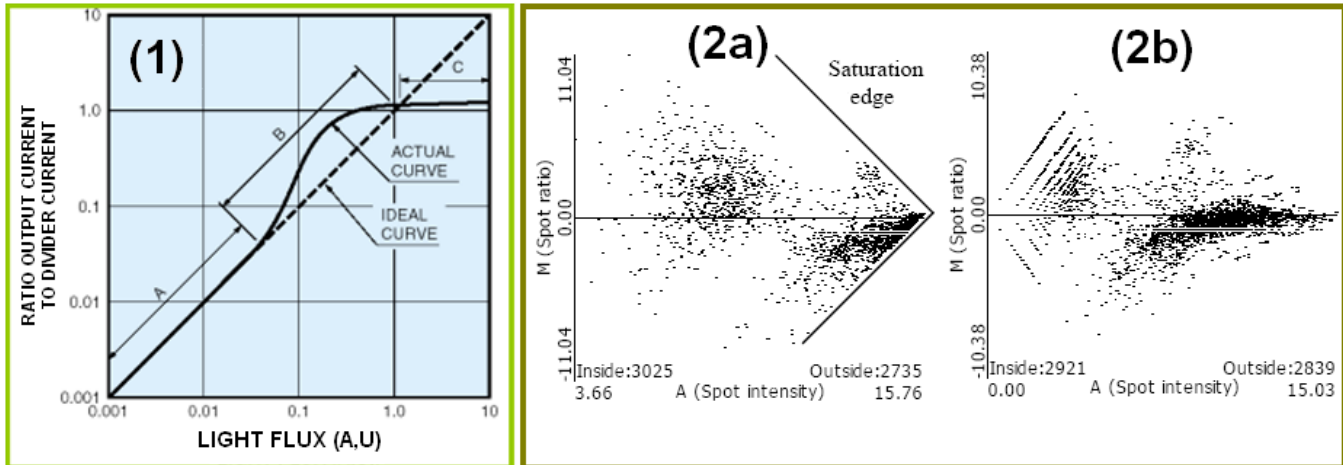 (1)
RATIO OUTPUT CURRENT
TO DIVIDER CURRENT
10
1.0
0.1
0.01
0.001
A
B
C
ACTUAL
CURVE
IDEAL
CURVE
0.001
0.01
0.1
1.0
10
LIGHT FLUX (A,U)
(2a)
Saturation
edge
M (Spot ratio)
11.04
0.00
-11.04
Inside:3025
Outside:2735
3.66
A (Spot intensity)
15.76
(2b)
M (Spot ratio)
10.38
0.00
-10.38
Inside:2921
Outside:2839
0.00
A (Spot intensity)
15.03